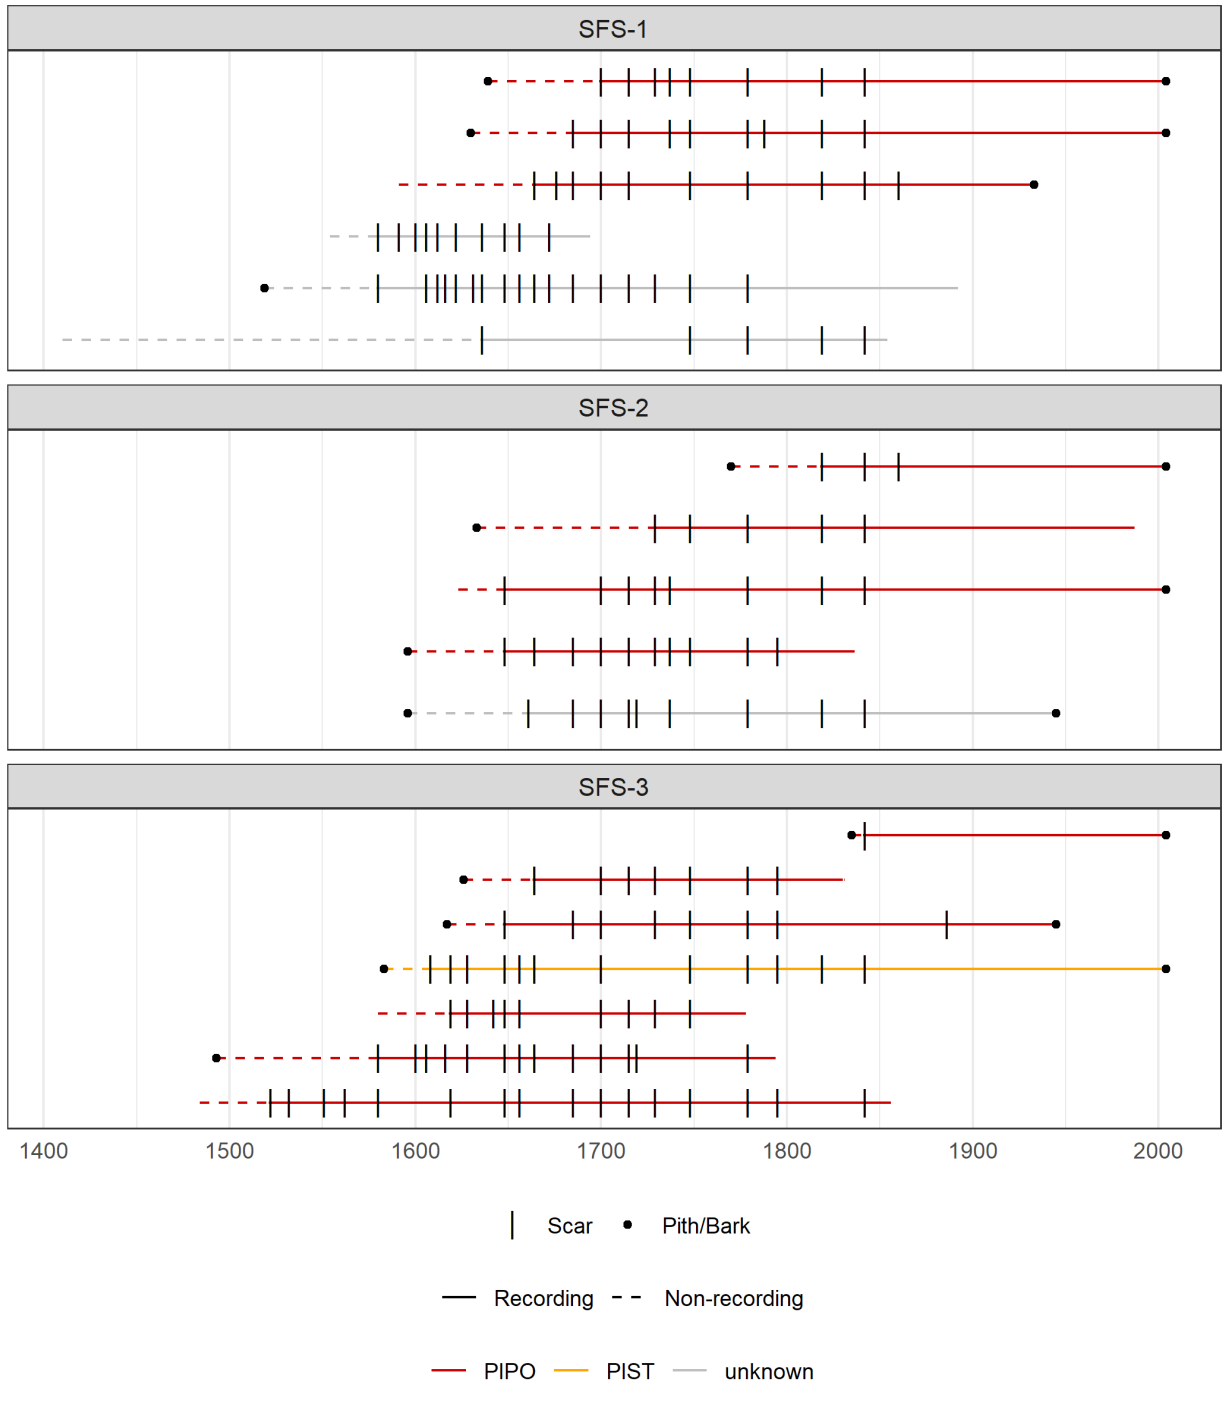 SFS-1
SFS-2
SFS-3
1400 1500 1600 1700 1800 1900 2000
Scar Pith/Bark
Recording Non-recording
PIPO PIST unknown